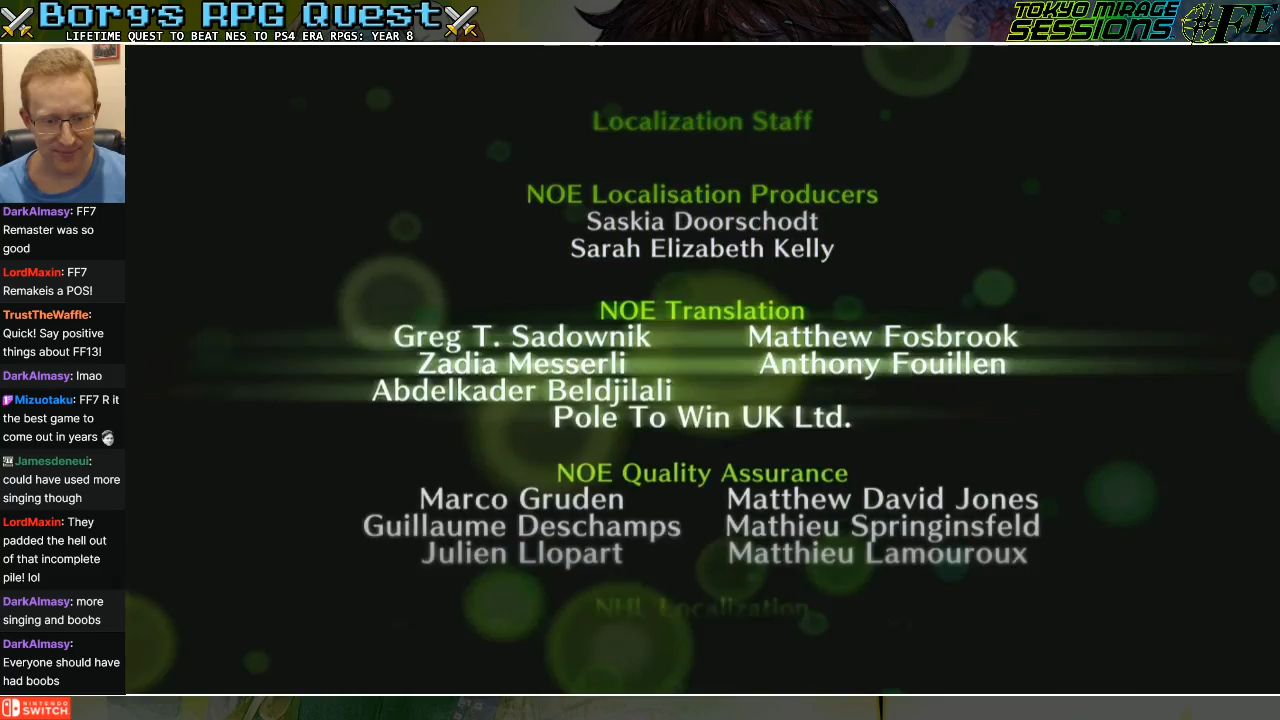 Borg's RPG Quest
LIFETIME QUEST TO BEAT NES TO PS4 ERA RPGS: YEAR 8
TOKYO MIRAGE
SESSIONS #FE
DarkAlmasy: FF7
Remaster was so
good
LordMaxin: FF7
Remakeis a POS!
TrustTheWaffle:
Quick! Say positive
things about FF13!
DarkAlmasy: lmao
Mizuotaku: FF7 R it
the best game to
come out in years
Jamesdeneui:
could have used more
singing though
LordMaxin: They
padded the hell out
of that incomplete
pile! lol
DarkAlmasy: more
singing and boobs
DarkAlmasy:
Everyone should have
had boobs
NINTENDO
SWITCH
Localization Staff
NOE Localisation Producers
Saskia Doorschodt
Sarah Elizabeth Kelly
NOE Translation
Greg T. Sadownik Matthew Fosbrook
Zadia Messerli Anthony Fouillen
Abdelkader Beldjilali
Pole To Win UK Ltd.
NOE Quality Assurance
Marco Gruden Matthew David Jones
Guillaume Deschamps Mathieu Springinsfeld
Julien Llopart Matthieu Lamouroux
NHL Localization